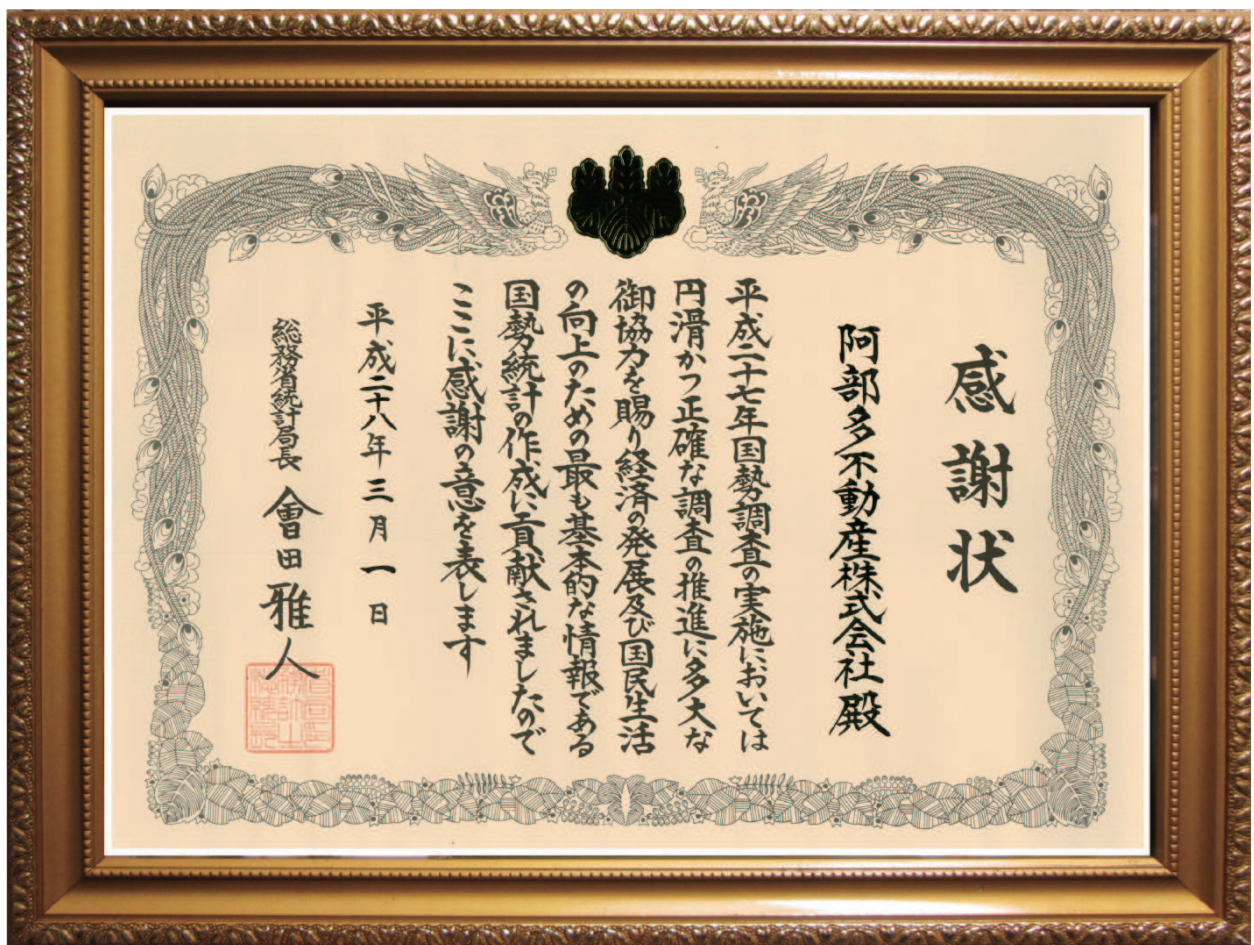 感謝状
阿部多不動産株式会社殿
平成二十七年国勢調査の実施においては
円滑かつ正確な調査の推進に多大な
御協力を賜り経済の発展及び国民生活
の向上のための最も基本的な情報である
国勢統計の作成に貢献されましたので
ここに感謝の意を表します
平成二十八年三月一日
総務省統計局長 會田雅人